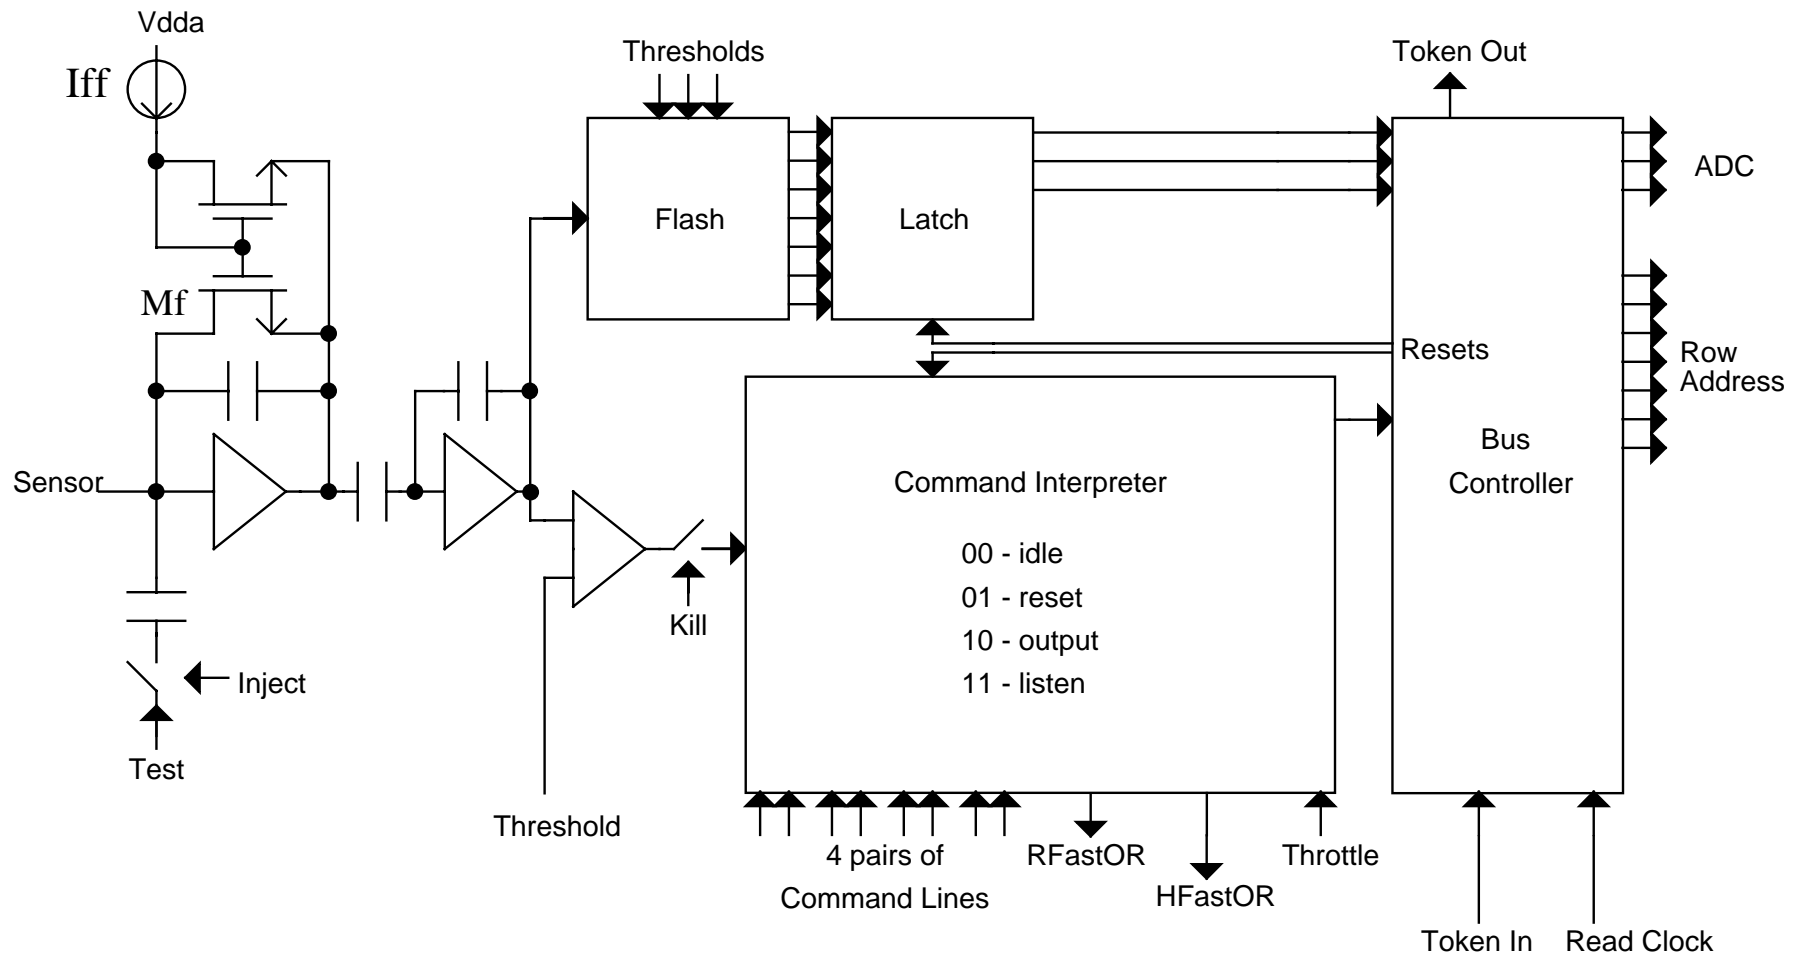 Vdda
Iff
Thresholds
Token Out
ADC
Flash
Latch
Mf
Resets
Row
Address
Bus
Controller
Sensor
Command Interpreter
00 - idle
01 - reset
10 - output
11 - listen
Kill
Inject
Test
Threshold
4 pairs of
Command Lines
RFastOR
HFastOR
Throttle
Token In
Read Clock